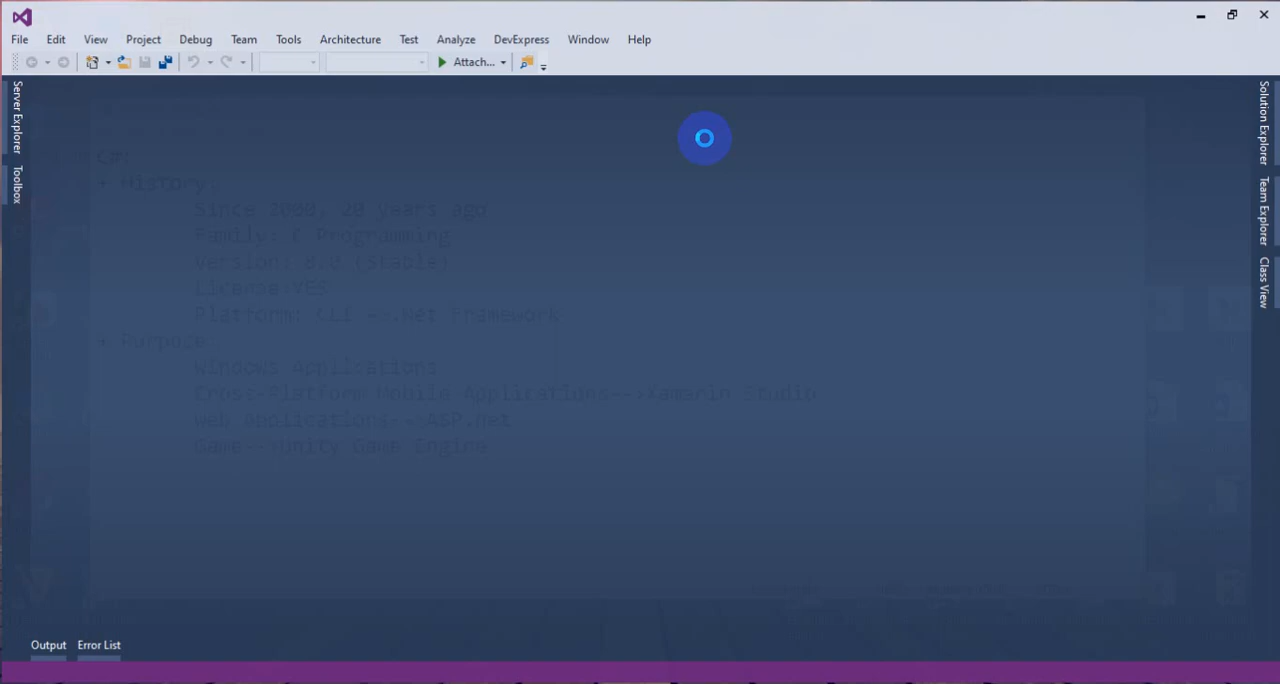 File Edit View Project Debug Team Tools Architecture Test Analyze DevExpress Window Help
Attach...
Server Explorer
Toolbox
Solution Explorer
Team Explorer
Class View
C#:
+ History:
Since 2000, 20 years ago
Family: C Programming
Version: 8.0 (Stable)
License:YES
Platform: CLI .Net Framework
+ Purpose:
Windows Applications
Cross-Platform Mobile Applications-->Xamarin Studio
Web Applications-- ASP.Net
Game-- Unity Game Engine
Output Error List